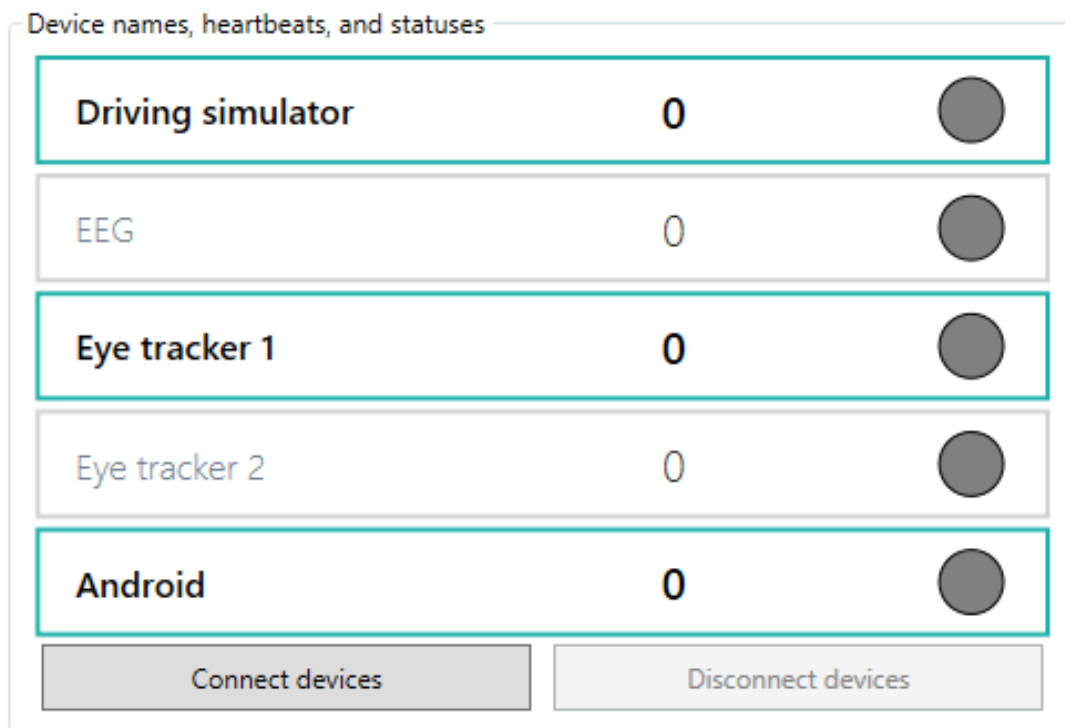 Device names, heartbeats, and statuses
Driving simulator 0
EEG 0
Eye tracker 1 0
Eye tracker 2 0
Android 0
Connect devices Disconnect devices